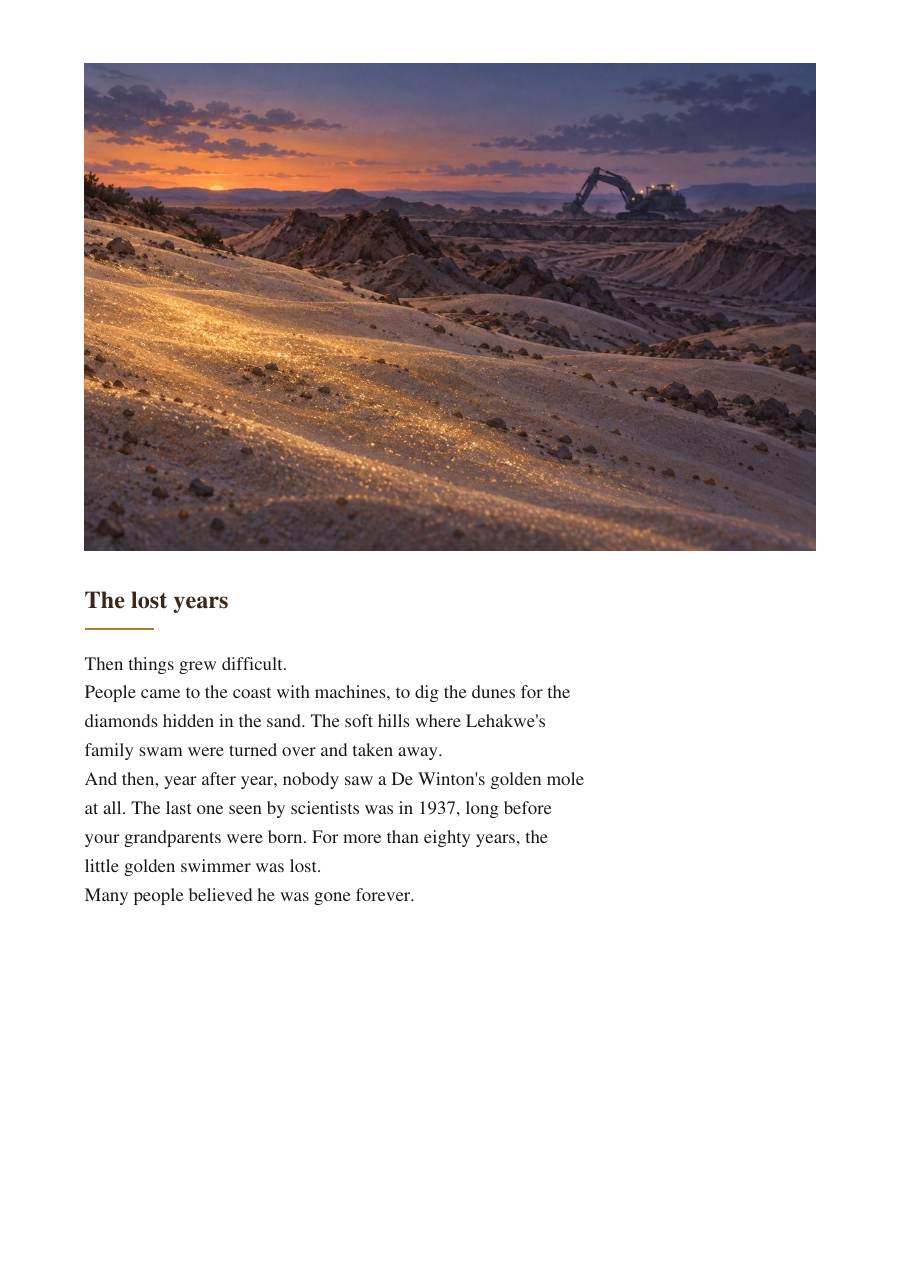 The lost years
Then things grew difficult.
People came to the coast with machines, to dig the dunes for the
diamonds hidden in the sand. The soft hills where Lehakwe's
family swam were turned over and taken away.
And then, year after year, nobody saw a De Winton's golden mole
at all. The last one seen by scientists was in 1937, long before
your grandparents were born. For more than eighty years, the
little golden swimmer was lost.
Many people believed he was gone forever.